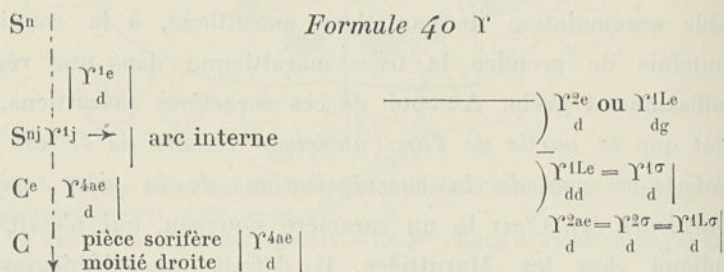 Sⁿ Formule 40 ϒ
ϒ¹ᵉ
d
ϒ²ᵉ ou ϒ¹ᴸᵉ
d dg
Sⁿʲ ϒ¹ʲ → arc interne
ϒ¹ᴸᵉ = ϒ¹σ
dd d
Cᵉ ϒ⁴ᵃᵉ
d
ϒ²ᵃᵉ = ϒ²σ = ϒ¹ᴸσ
d d d
C pièce sorifère ϒ⁴ᵃᵉ
moitié droite d